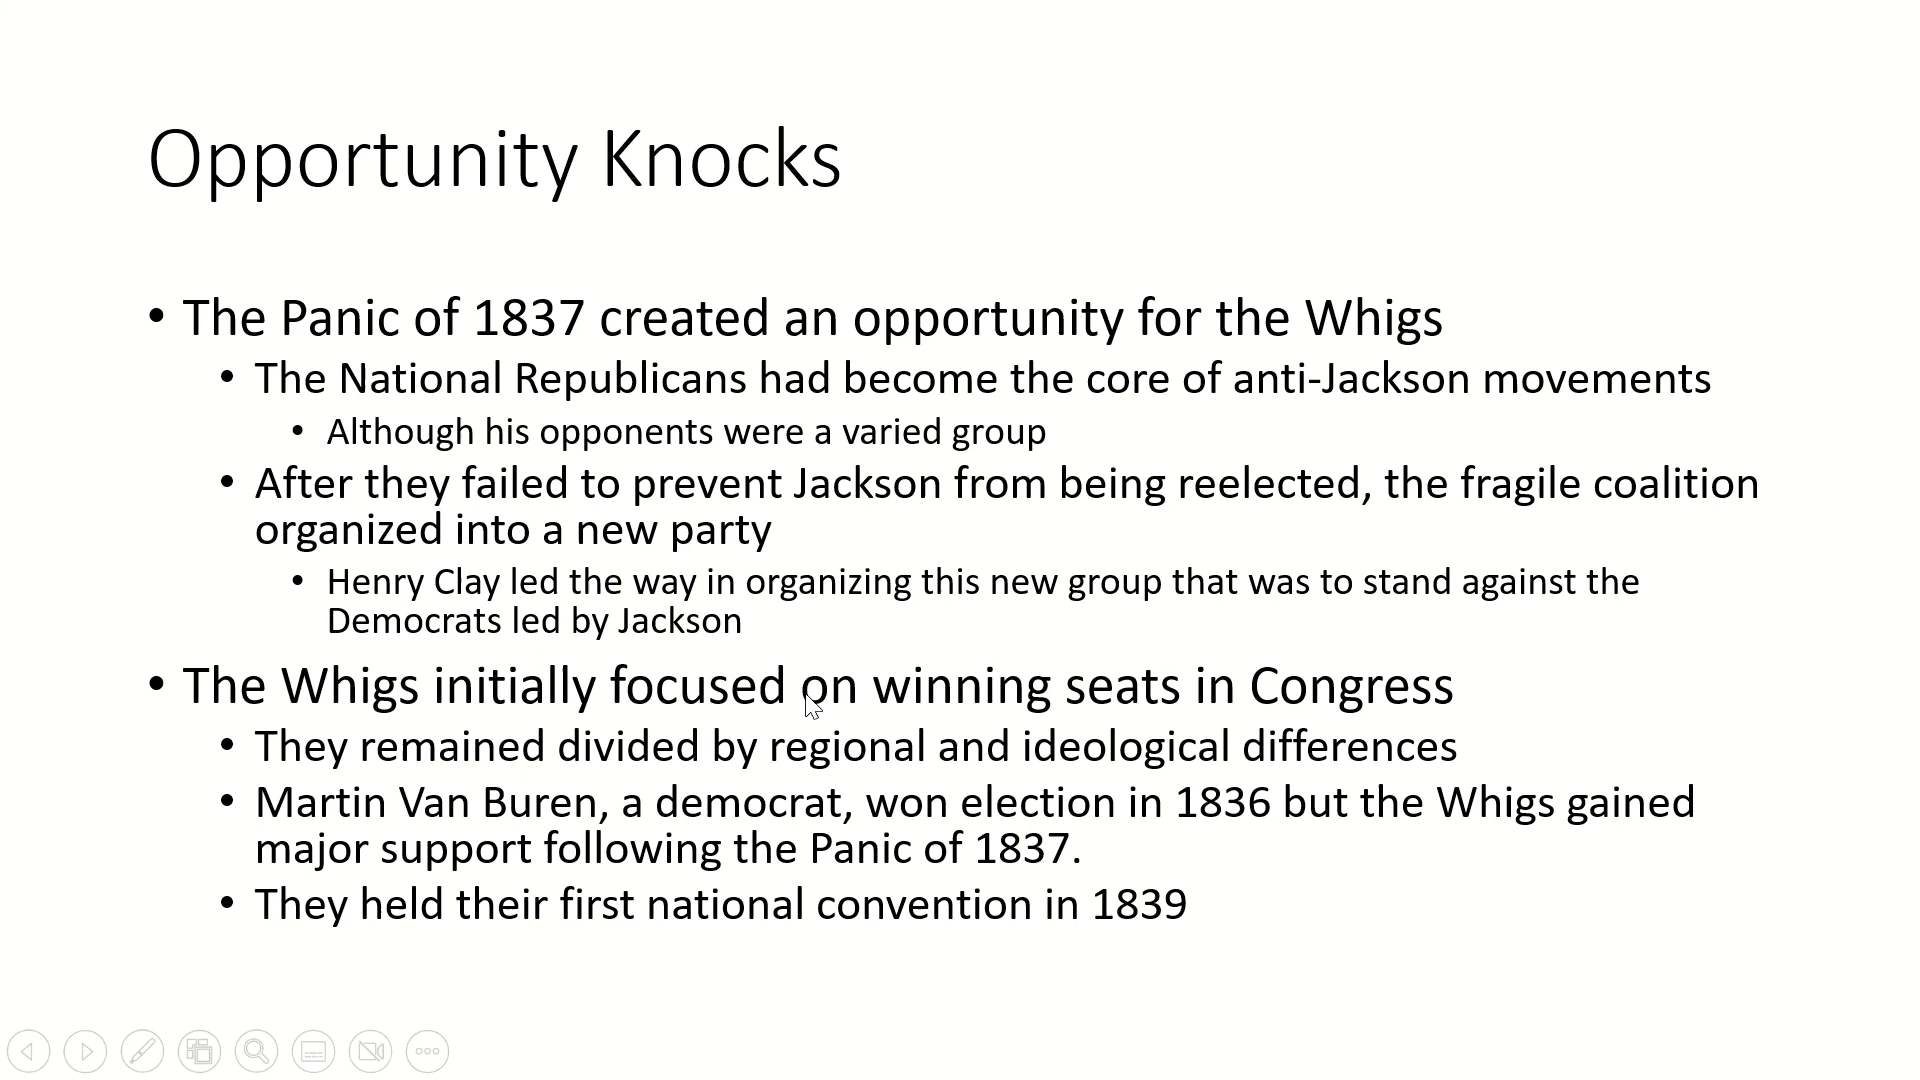 Opportunity Knocks
• The Panic of 1837 created an opportunity for the Whigs
• The National Republicans had become the core of anti-Jackson movements
• Although his opponents were a varied group
• After they failed to prevent Jackson from being reelected, the fragile coalition
organized into a new party
• Henry Clay led the way in organizing this new group that was to stand against the
Democrats led by Jackson
• The Whigs initially focused on winning seats in Congress
• They remained divided by regional and ideological differences
• Martin Van Buren, a democrat, won election in 1836 but the Whigs gained
major support following the Panic of 1837.
• They held their first national convention in 1839